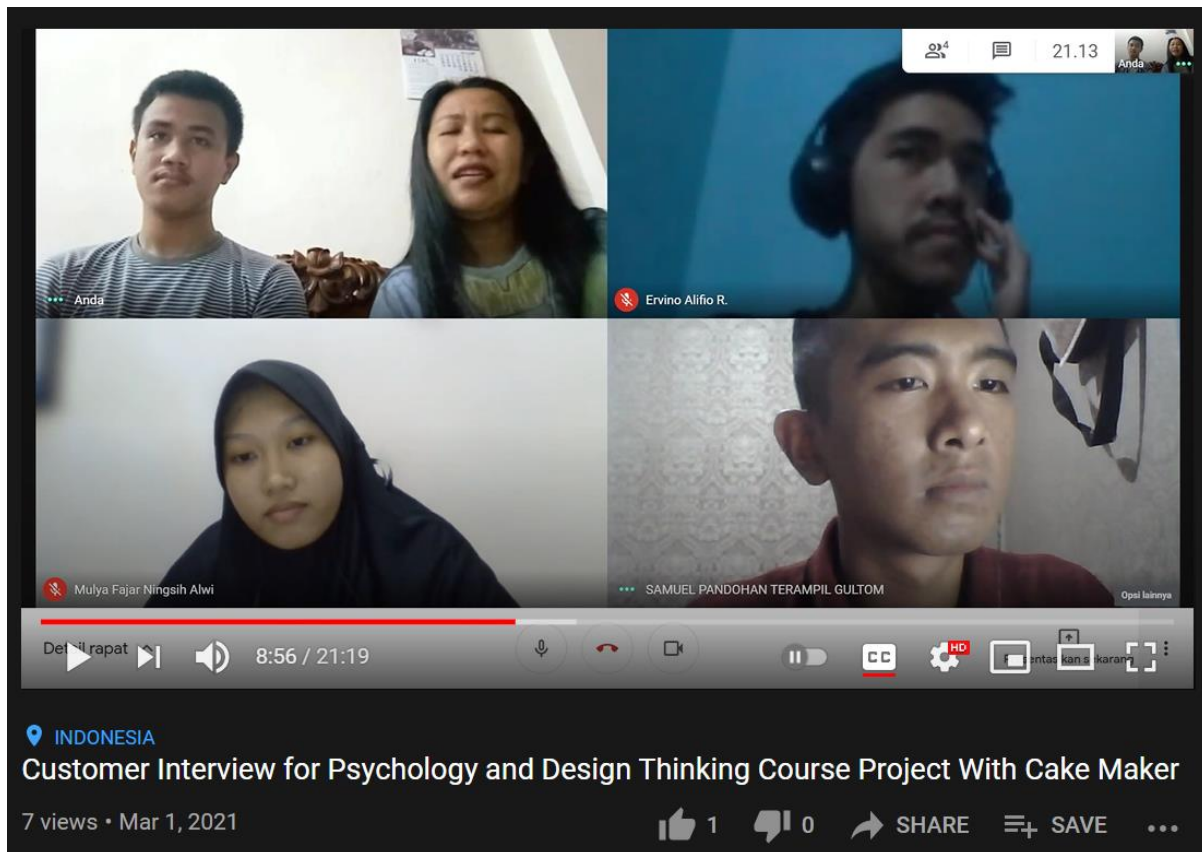 4
21.13
Anda
Anda
Ervino Alifio R.
Mulya Fajar Ningsih Alwi
SAMUEL PANDOHAN TERAMPIL GULTOM
Opsi lainnya
rapat
8:56 / 21:19
CC
HD
INDONESIA
Customer Interview for Psychology and Design Thinking Course Project With Cake Maker
7 views • Mar 1, 2021
1
0
SHARE
SAVE